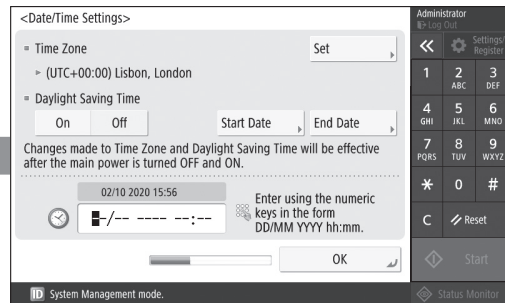 <Date/Time Settings>
Time Zone
Set
(UTC+00:00) Lisbon, London
Daylight Saving Time
On
Off
Start Date
End Date
Changes made to Time Zone and Daylight Saving Time will be effective
after the main power is turned OFF and ON.
02/10 2020 15:56
-/-- ---- --:--
Enter using the numeric
keys in the form
DD/MM YYYY hh:mm.
OK
ID System Management mode.
Administrator
Log Out
Settings/
Register
1
2 ABC
3 DEF
4 GHI
5 JKL
6 MNO
7 PQRS
8 TUV
9 WXYZ
*
0
#
C
Reset
Start
Status Monitor